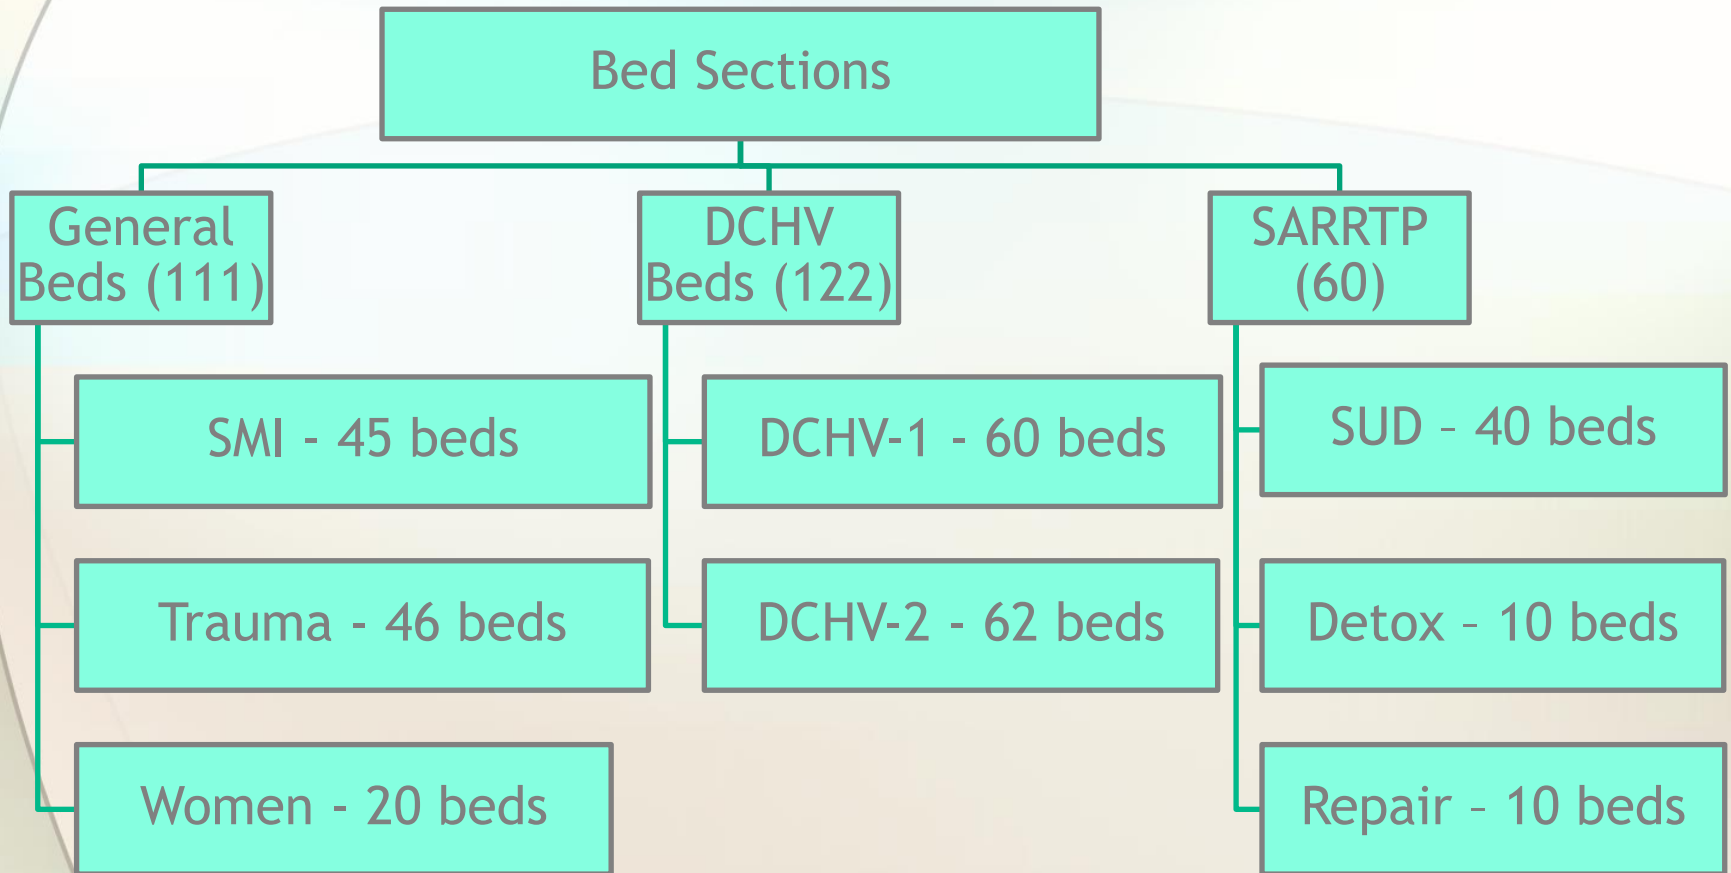 Bed Sections
General
Beds (111)
SMI - 45 beds
Trauma - 46 beds
Women - 20 beds
DCHV
Beds (122)
DCHV-1 - 60 beds
DCHV-2 - 62 beds
SARRTP
(60)
SUD – 40 beds
Detox – 10 beds
Repair – 10 beds